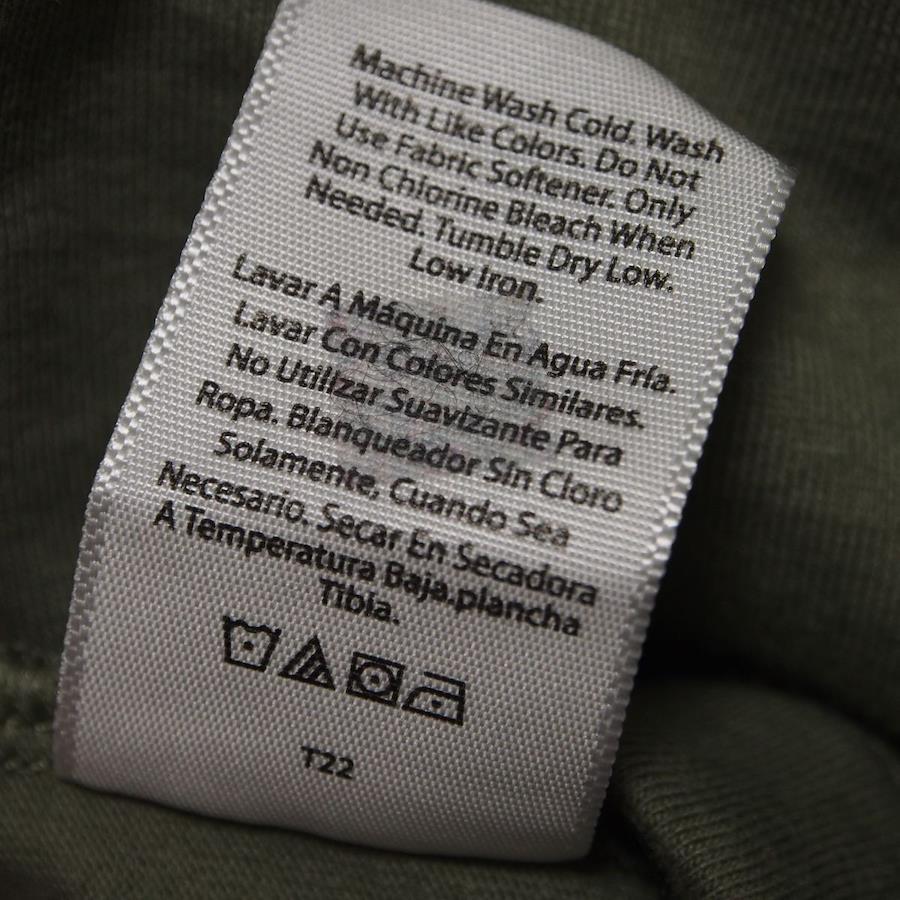 Machine Wash Cold. Wash
With Like Colors. Do Not
Use Fabric Softener. Only
Non Chlorine Bleach When
Needed. Tumble Dry Low.
Low Iron.
Lavar A Máquina En Agua Fría.
Lavar Con Colores Similares.
No Utilizar Suavizante Para
Ropa. Blanqueador Sin Cloro
Solamente, Cuando Sea
Necesario. Secar En Secadora
A Temperatura Baja.plancha
Tibia.
T22